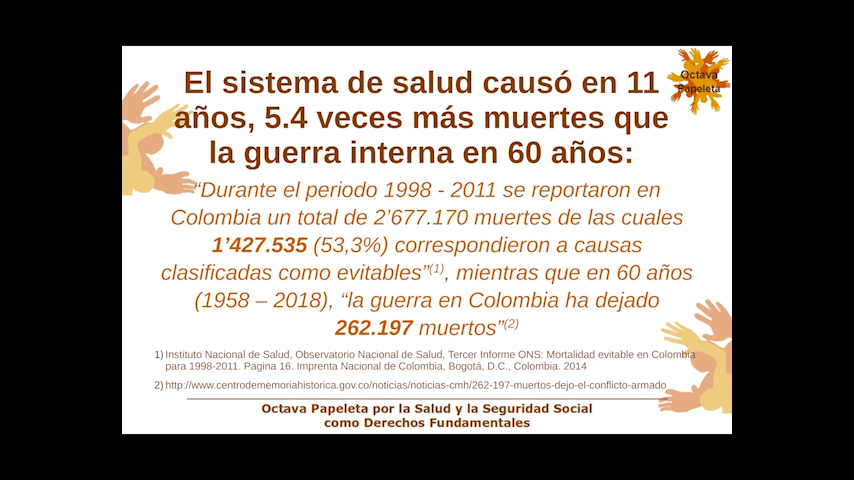 Octava
Papeleta
El sistema de salud causó en 11
años, 5.4 veces más muertes que
la guerra interna en 60 años:
“Durante el periodo 1998 - 2011 se reportaron en
Colombia un total de 2’677.170 muertes de las cuales
1’427.535 (53,3%) correspondieron a causas
clasificadas como evitables”(1), mientras que en 60 años
(1958 – 2018), “la guerra en Colombia ha dejado
262.197 muertos”(2)
1) Instituto Nacional de Salud, Observatorio Nacional de Salud, Tercer Informe ONS: Mortalidad evitable en Colombia
para 1998-2011. Pagina 16. Imprenta Nacional de Colombia, Bogotá, D.C., Colombia. 2014
2) http://www.centrodememoriahistorica.gov.co/noticias/noticias-cmh/262-197-muertos-dejo-el-conflicto-armado
Octava Papeleta por la Salud y la Seguridad Social
como Derechos Fundamentales